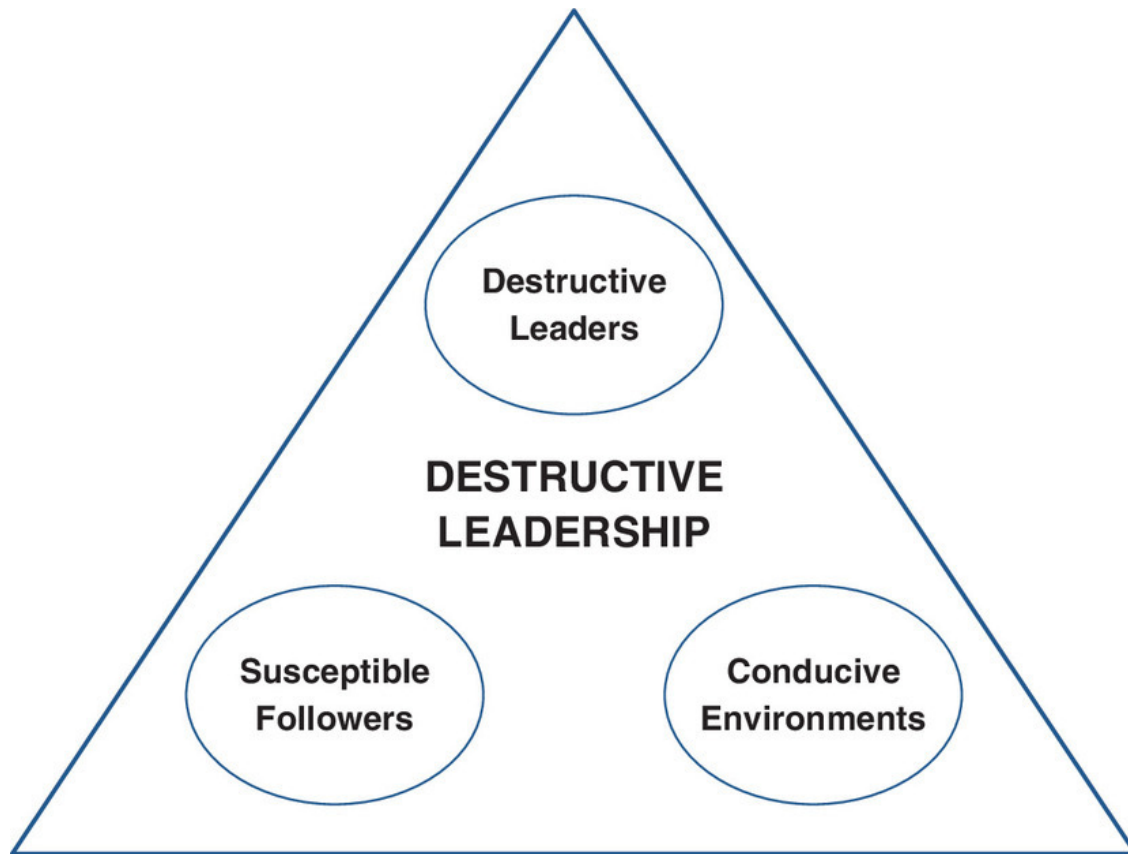 Destructive
Leaders
DESTRUCTIVE
LEADERSHIP
Susceptible
Followers
Conducive
Environments